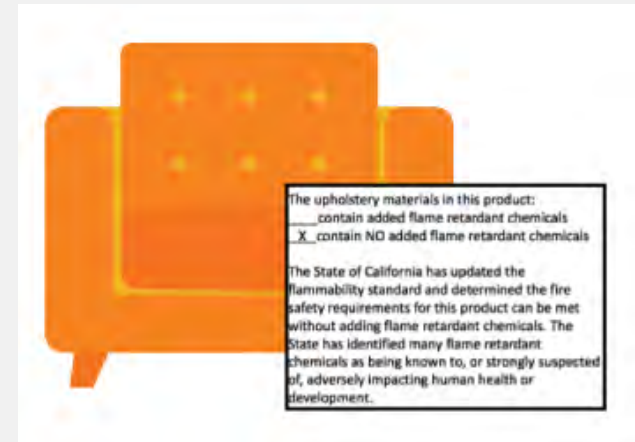 The upholstery materials in this product:
____contain added flame retardant chemicals
_X_contain NO added flame retardant chemicals
The State of California has updated the
flammability standard and determined the fire
safety requirements for this product can be met
without adding flame retardant chemicals. The
State has identified many flame retardant
chemicals as being known to, or strongly suspected
of, adversely impacting human health or
development.